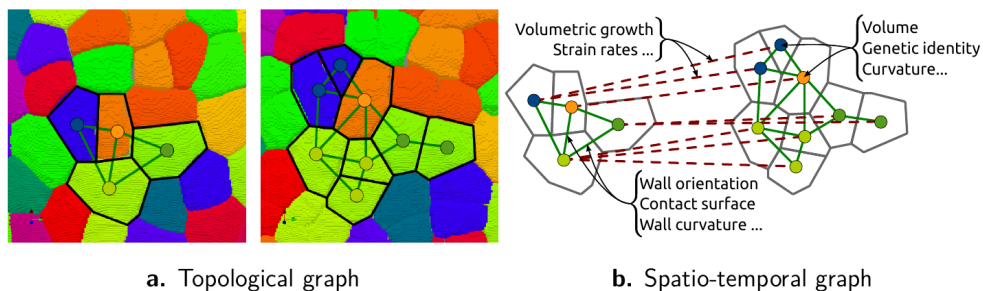 Volumetric growth
Strain rates ...
Volume
Genetic identity
Curvature...
Wall orientation
Contact surface
Wall curvature ...
a. Topological graph
b. Spatio-temporal graph